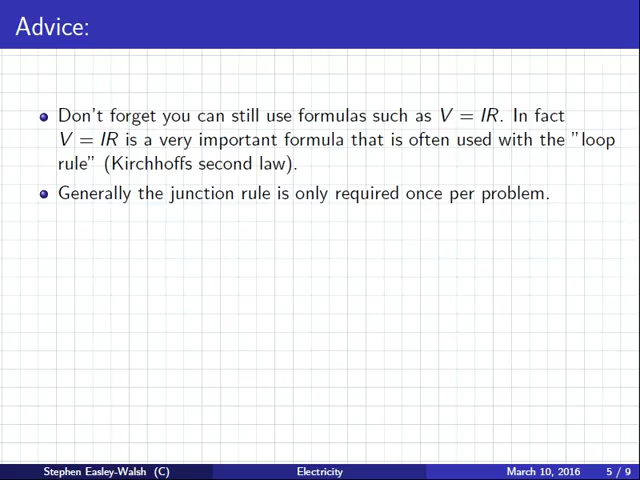 Advice:
Don't forget you can still use formulas such as V = IR. In fact
V = IR is a very important formula that is often used with the "loop
rule" (Kirchhoffs second law).
Generally the junction rule is only required once per problem.
Stephen Easley-Walsh (C) Electricity March 10, 2016 5 / 9